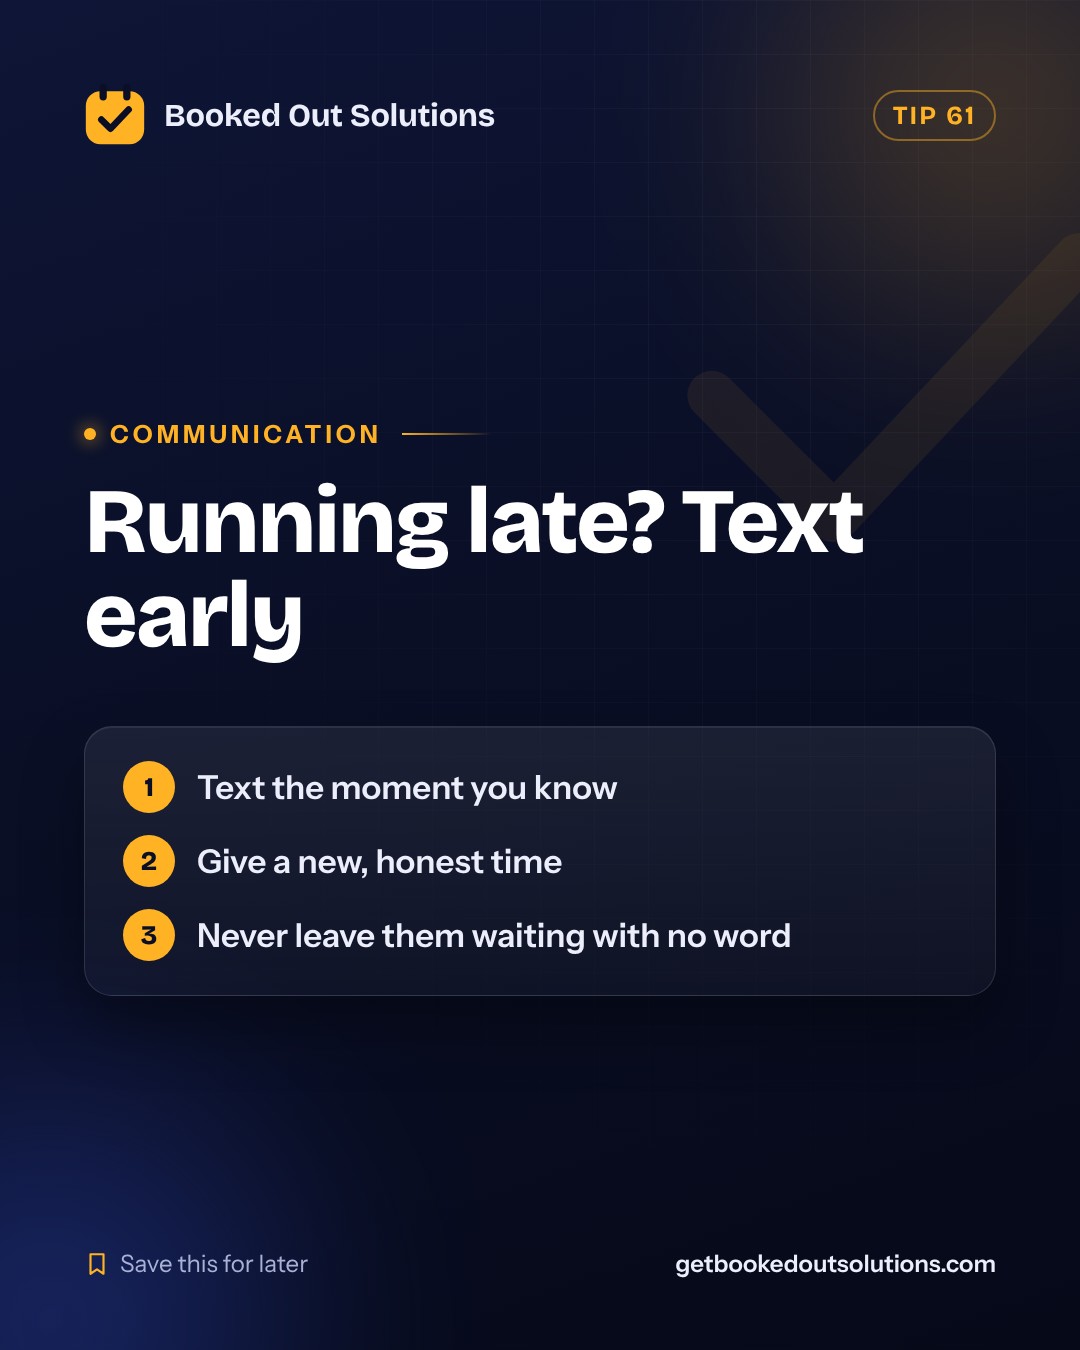 Booked Out Solutions
TIP 61
COMMUNICATION
Running late? Text
early
1 Text the moment you know
2 Give a new, honest time
3 Never leave them waiting with no word
Save this for later
getbookedoutsolutions.com